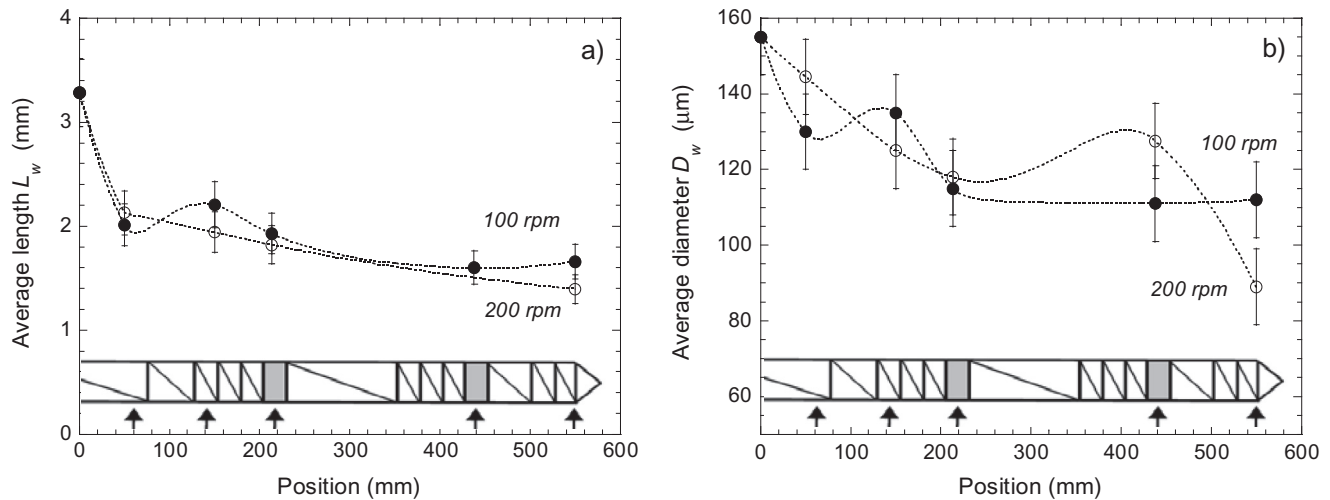 a)
Average length L_w (mm)
4
3
2
1
0
100 rpm
200 rpm
0 100 200 300 400 500 600
Position (mm)
b)
Average diameter D_w (µm)
160
140
120
100
80
60
100 rpm
200 rpm
0 100 200 300 400 500 600
Position (mm)